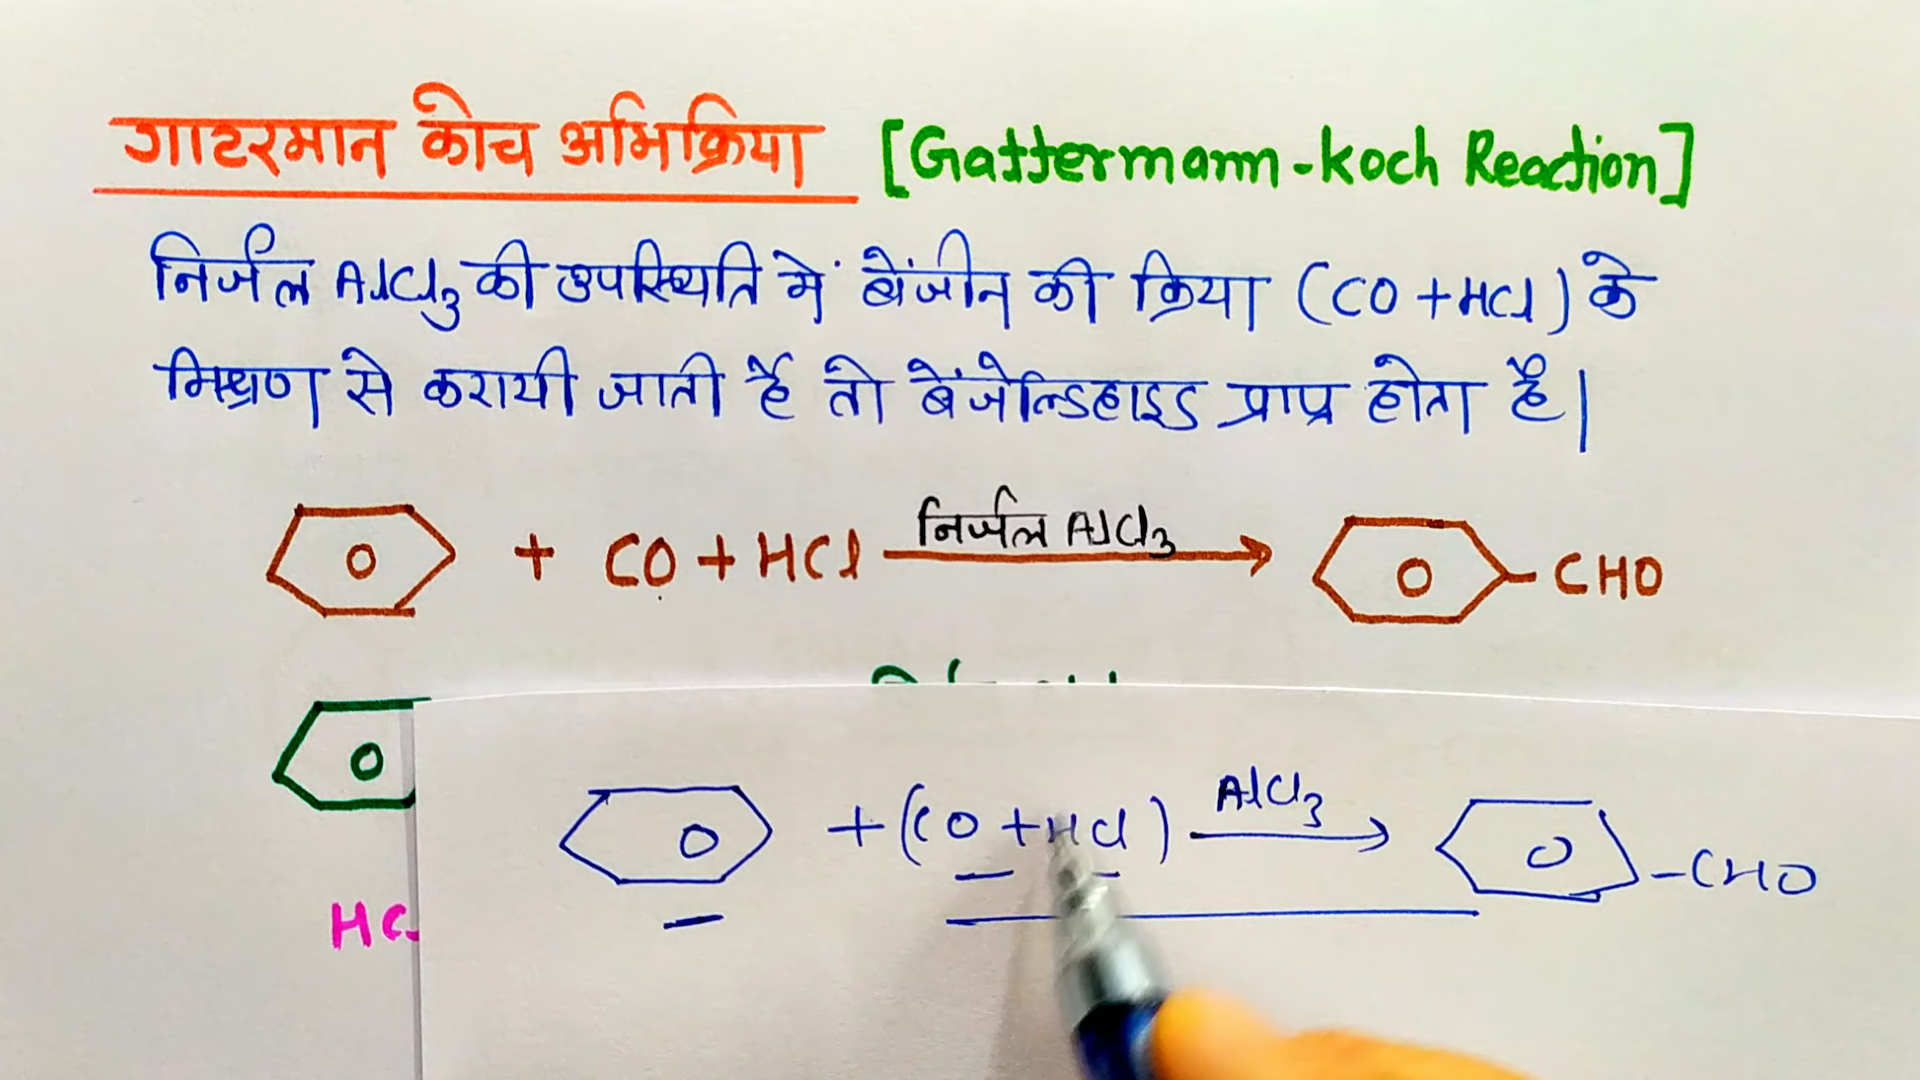 गाटरमान कोच अभिक्रिया [Gattermann-Koch Reaction]
निर्जल AlCl3 की उपस्थिति में बेंजीन की क्रिया (CO+HCl) के
मिश्रण से करायी जाती है तो बेंजेल्डिहाइड प्राप्त होता है।
O + CO + HCl निर्जल AlCl3 O -CHO
O
O + (CO + HCl) AlCl3 O -CHO
HC